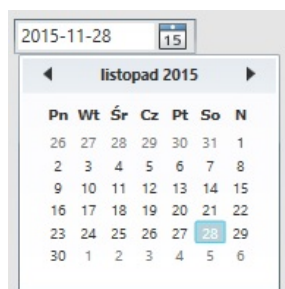 2015-11-28 15
listopad 2015
Pn Wt Śr Cz Pt So N
26 27 28 29 30 31 1
2 3 4 5 6 7 8
9 10 11 12 13 14 15
16 17 18 19 20 21 22
23 24 25 26 27 28 29
30 1 2 3 4 5 6